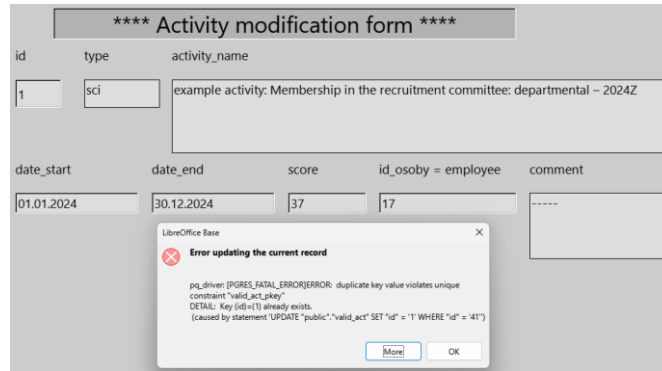 **** Activity modification form ****
id type activity_name
1 sci example activity: Membership in the recruitment committee: departmental – 2024Z
date_start date_end score id_osoby = employee comment
01.01.2024 30.12.2024 37 17 -----
LibreOffice Base
Error updating the current record
pq_driver: [PGRES_FATAL_ERROR]ERROR: duplicate key value violates unique
constraint "valid_act_pkey"
DETAIL: Key (id)=(1) already exists.
(caused by statement 'UPDATE "public"."valid_act" SET "id" = '1' WHERE "id" = '41'')
More OK